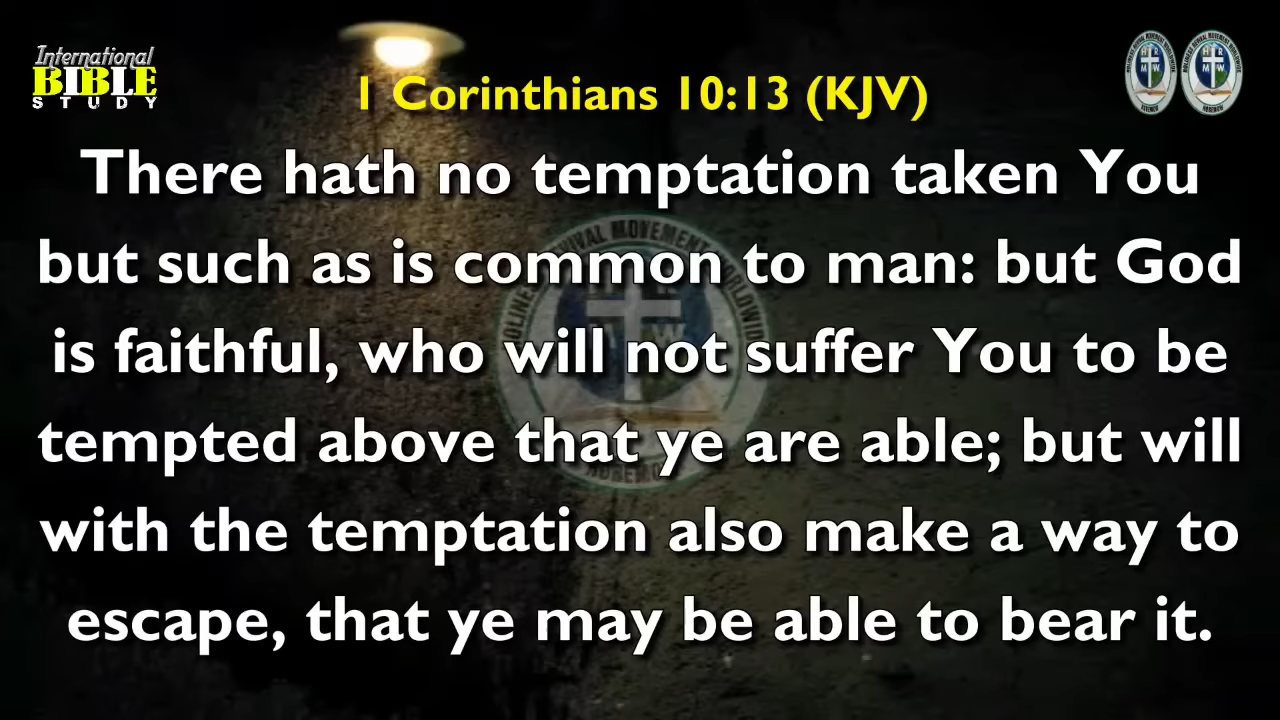 International
BIBLE
STUDY
1 Corinthians 10:13 (KJV)
H R
M W
H R
M W
There hath no temptation taken You
but such as is common to man: but God
is faithful, who will not suffer You to be
tempted above that ye are able; but will
with the temptation also make a way to
escape, that ye may be able to bear it.